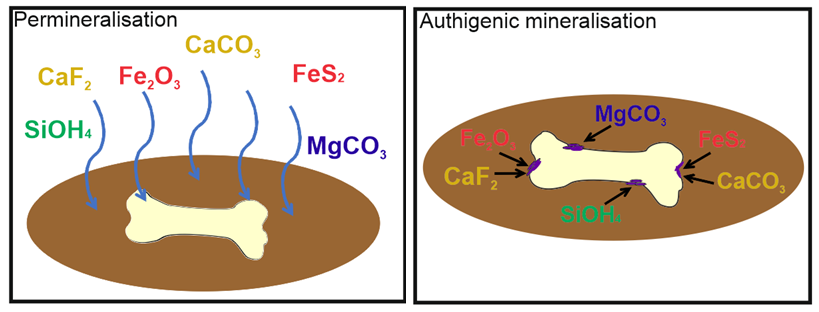 Permineralisation
CaCO₃
CaF₂ Fe₂O₃ FeS₂
SiOH₄
MgCO₃
Authigenic mineralisation
MgCO₃
Fe₂O₃ FeS₂
CaF₂ CaCO₃
SiOH₄